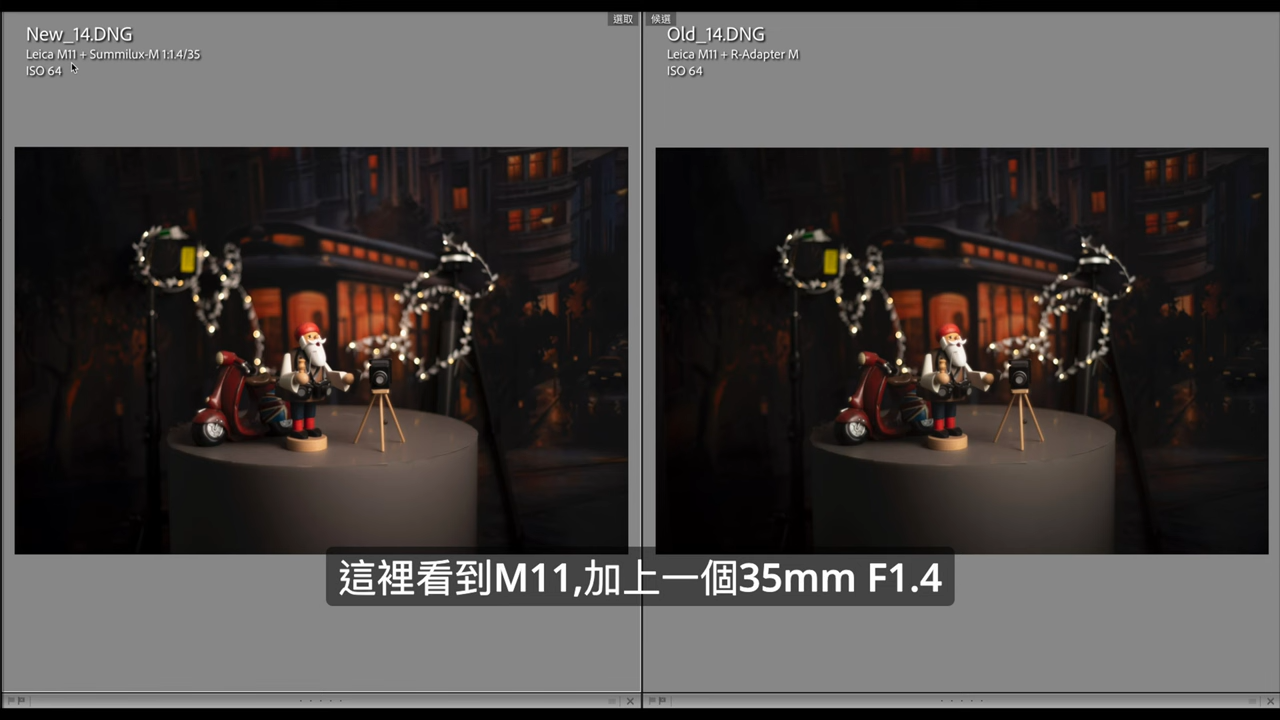 選取
New_14.DNG
Leica M11 + Summilux-M 1:1.4/35
ISO 64
候選
Old_14.DNG
Leica M11 + R-Adapter M
ISO 64
這裡看到M11,加上一個35mm F1.4